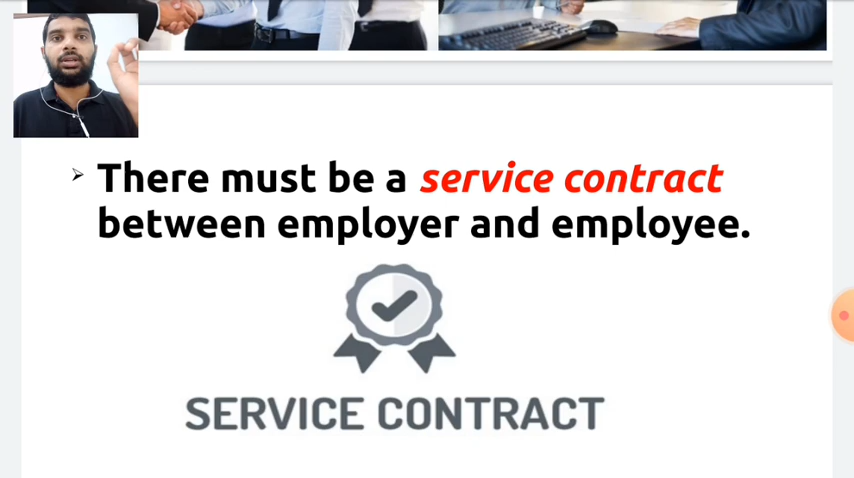 There must be a service contract
between employer and employee.
SERVICE CONTRACT